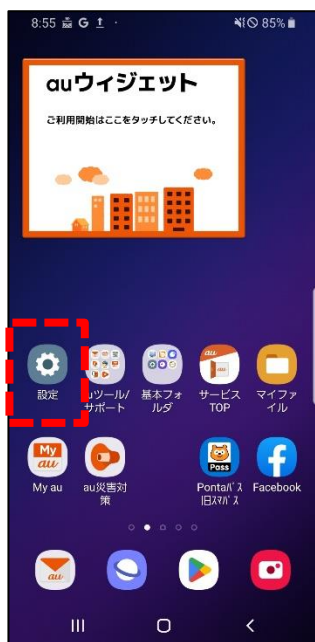 8:55
G
85%
auウィジェット
ご利用開始はここをタッチしてください。
設定
auツール/
サポート
基本フォ
ルダ
au
サービス
TOP
マイファ
イル
My
au
My au
au災害対
策
Pass
Pontaパス
旧スマパス
Facebook
au